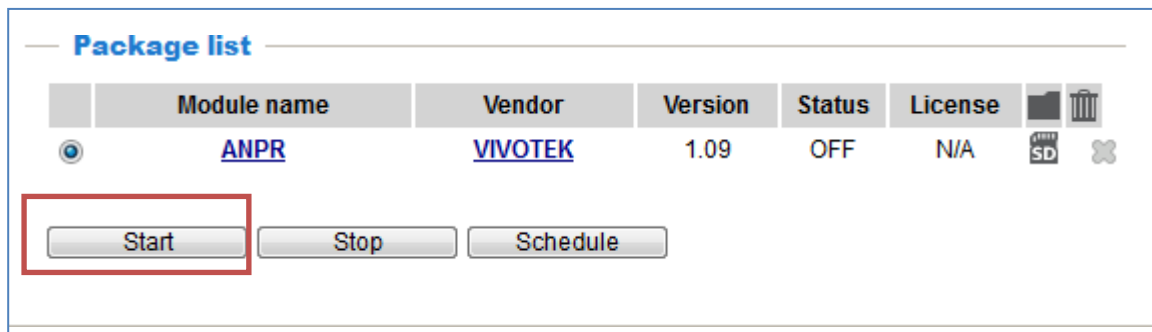 Package list
Module name Vendor Version Status License
ANPR VIVOTEK 1.09 OFF N/A SD
Start Stop Schedule